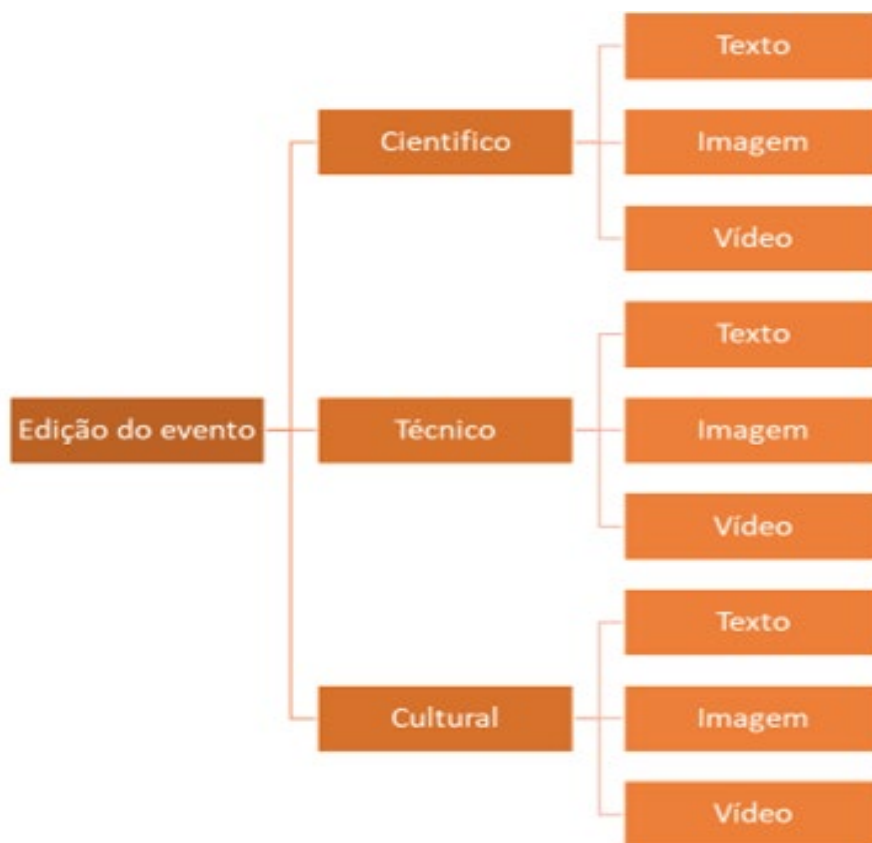 Edição do evento
Cientifico
Texto
Imagem
Vídeo
Técnico
Texto
Imagem
Vídeo
Cultural
Texto
Imagem
Vídeo